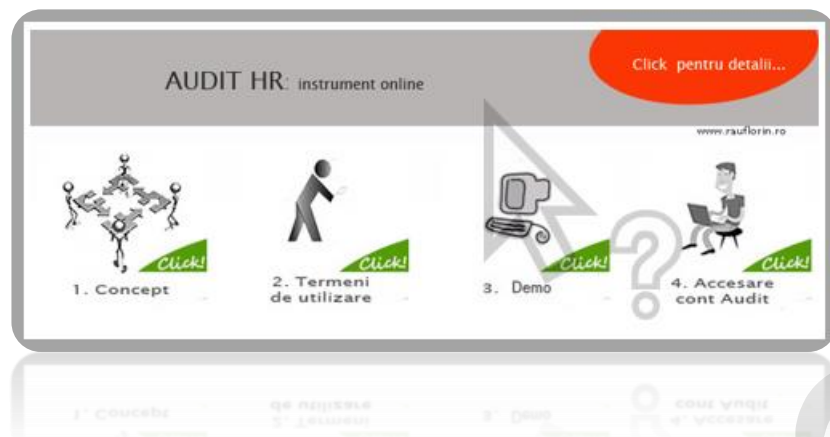 AUDIT HR: instrument online
Click pentru detalii...
www.rauflorin.ro
Click!
Click!
Click!
Click!
1. Concept
2. Termeni
de utilizare
3. Demo
4. Accesare
cont Audit